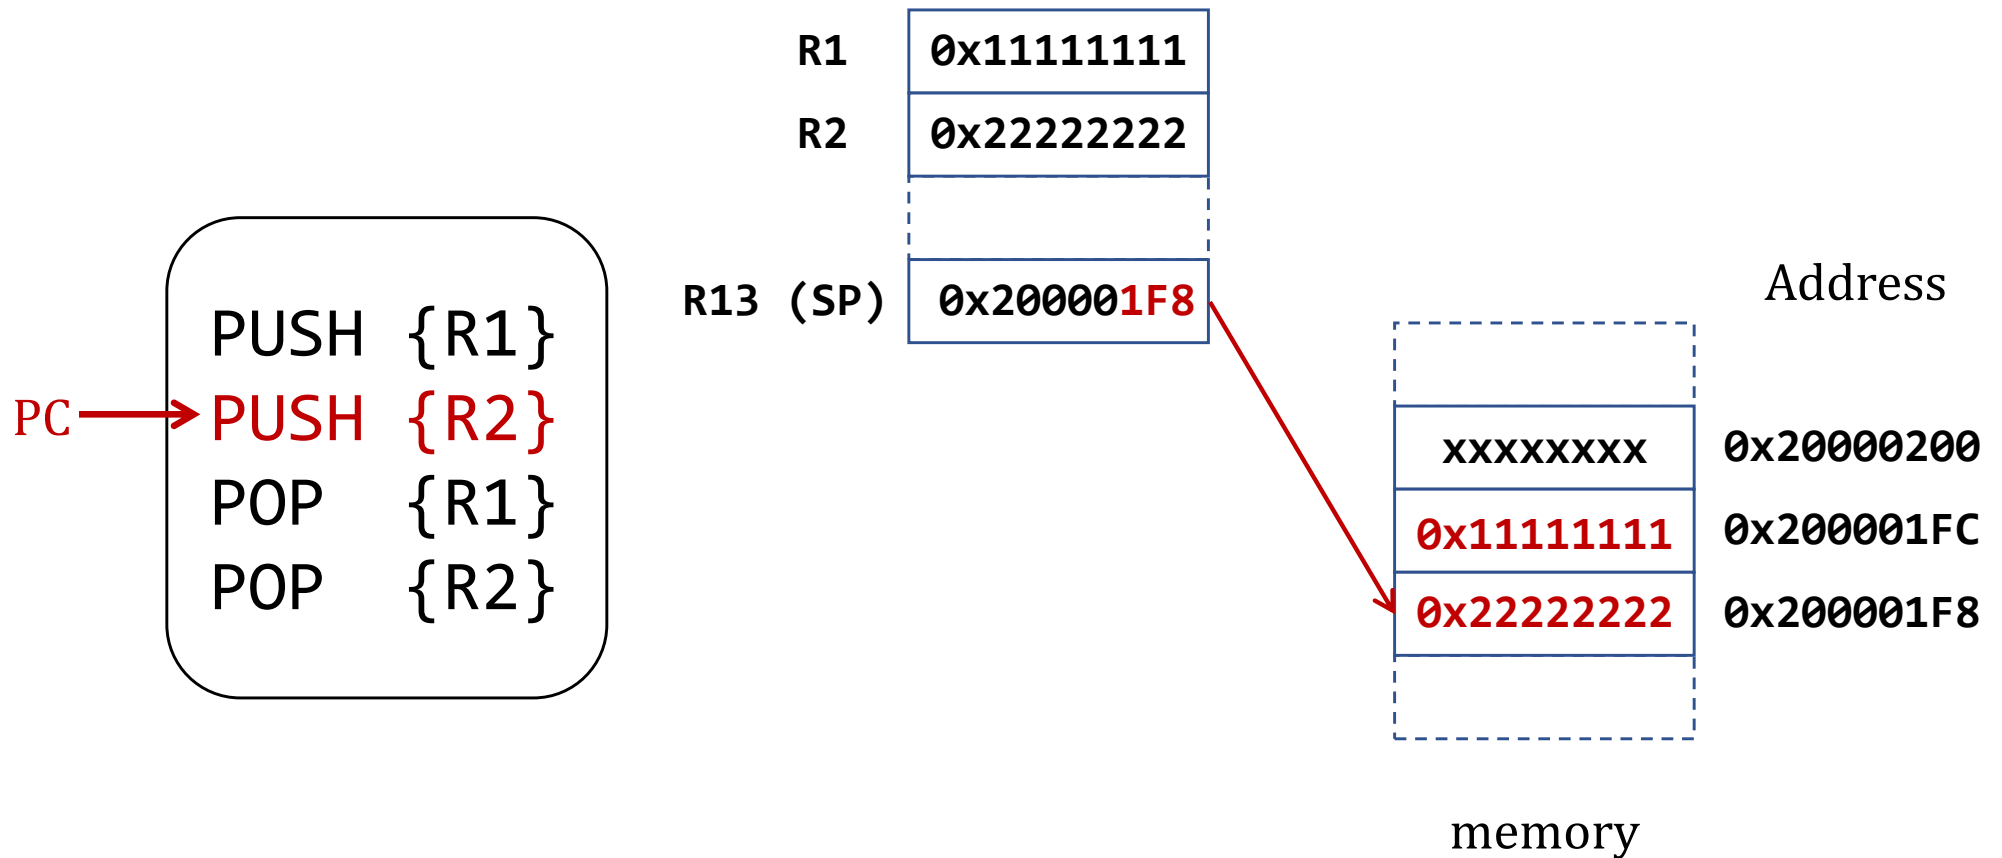 R1 0x11111111
R2 0x22222222
R13 (SP) 0x200001F8
PUSH {R1}
PC PUSH {R2}
POP {R1}
POP {R2}
Address
xxxxxxxx 0x20000200
0x11111111 0x200001FC
0x22222222 0x200001F8
memory